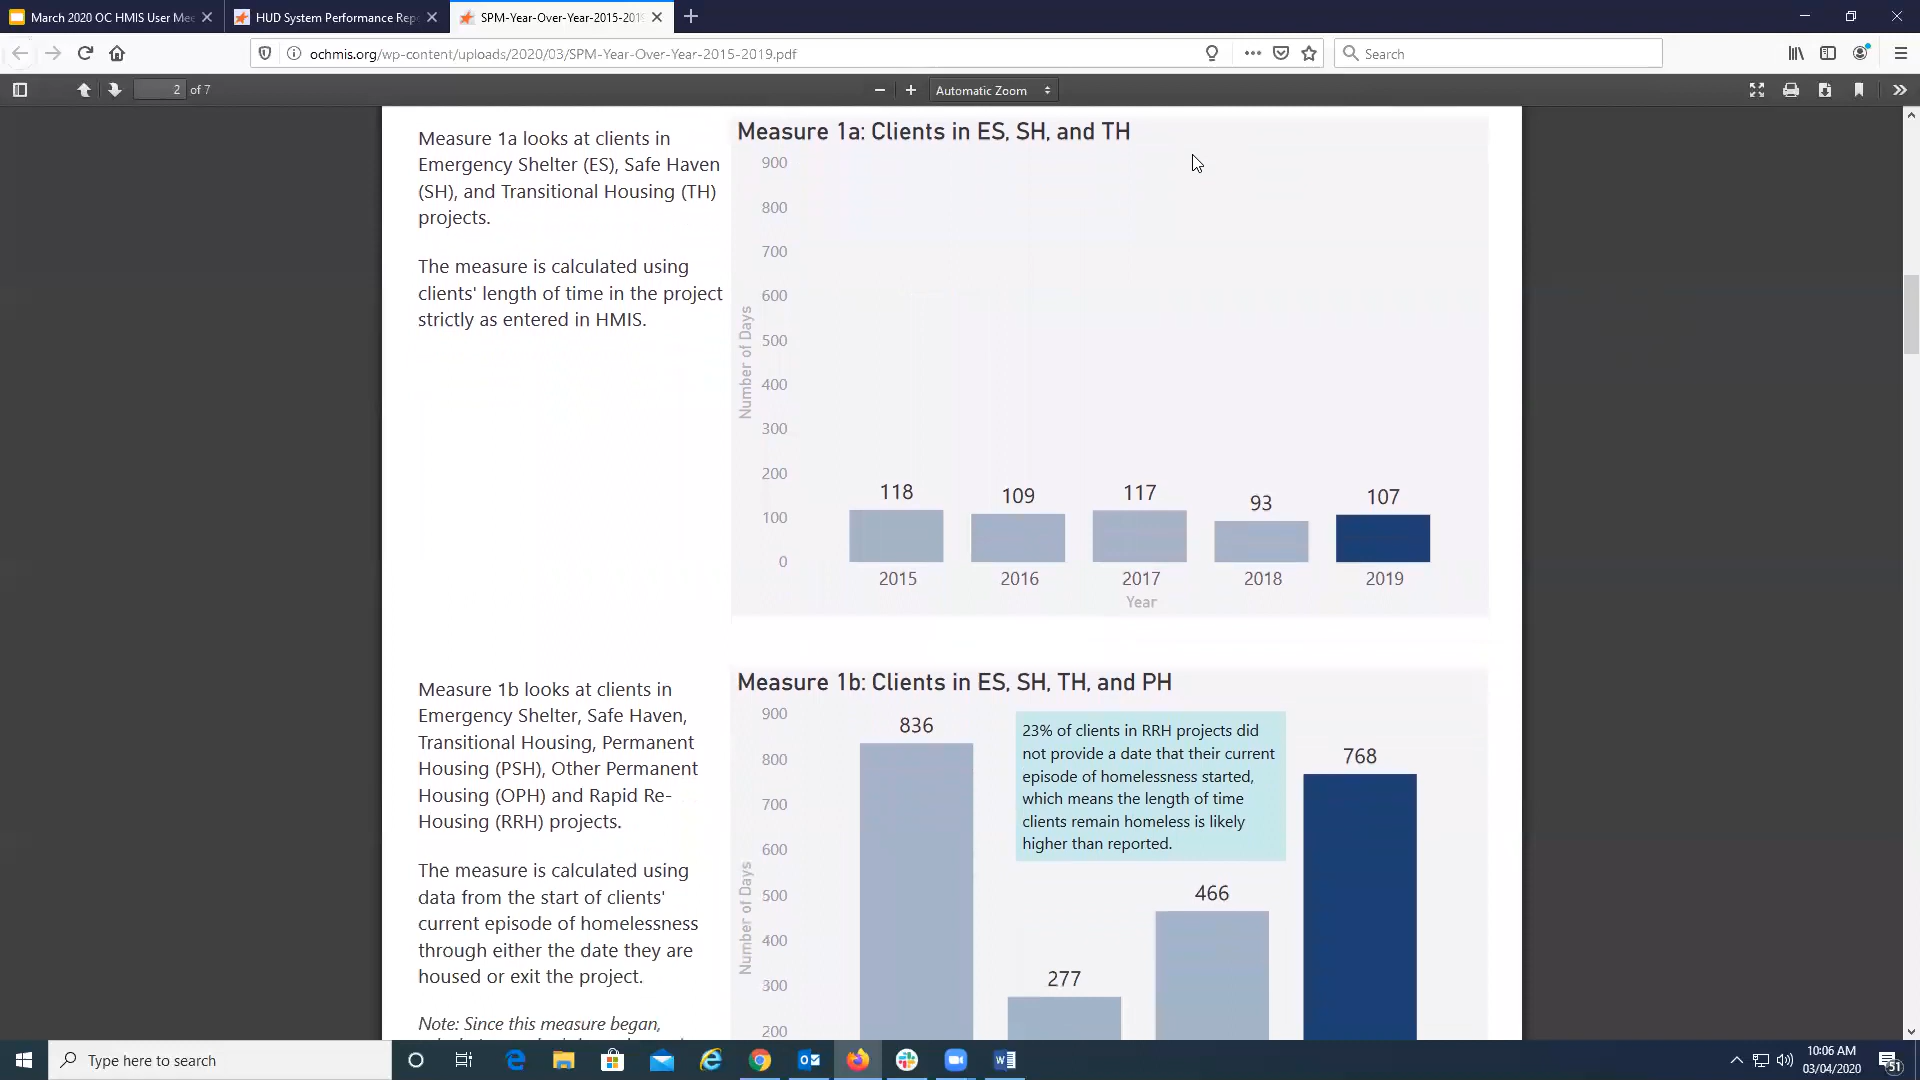 March 2020 OC HMIS User Mee
HUD System Performance Repo
SPM-Year-Over-Year-2015-201
ochmis.org/wp-content/uploads/2020/03/SPM-Year-Over-Year-2015-2019.pdf
Search
2 of 7
Automatic Zoom
Measure 1a looks at clients in
Emergency Shelter (ES), Safe Haven
(SH), and Transitional Housing (TH)
projects.
The measure is calculated using
clients' length of time in the project
strictly as entered in HMIS.
Measure 1a: Clients in ES, SH, and TH
900
800
700
600
500
400
300
200
100
0
Number of Days
118
109
117
93
107
2015
2016
2017
2018
2019
Year
Measure 1b looks at clients in
Emergency Shelter, Safe Haven,
Transitional Housing, Permanent
Housing (PSH), Other Permanent
Housing (OPH) and Rapid Re-
Housing (RRH) projects.
The measure is calculated using
data from the start of clients'
current episode of homelessness
through either the date they are
housed or exit the project.
Note: Since this measure began,
Measure 1b: Clients in ES, SH, TH, and PH
900
800
700
600
500
400
300
200
Number of Days
836
277
466
768
23% of clients in RRH projects did
not provide a date that their current
episode of homelessness started,
which means the length of time
clients remain homeless is likely
higher than reported.
Type here to search
10:06 AM
03/04/2020
51